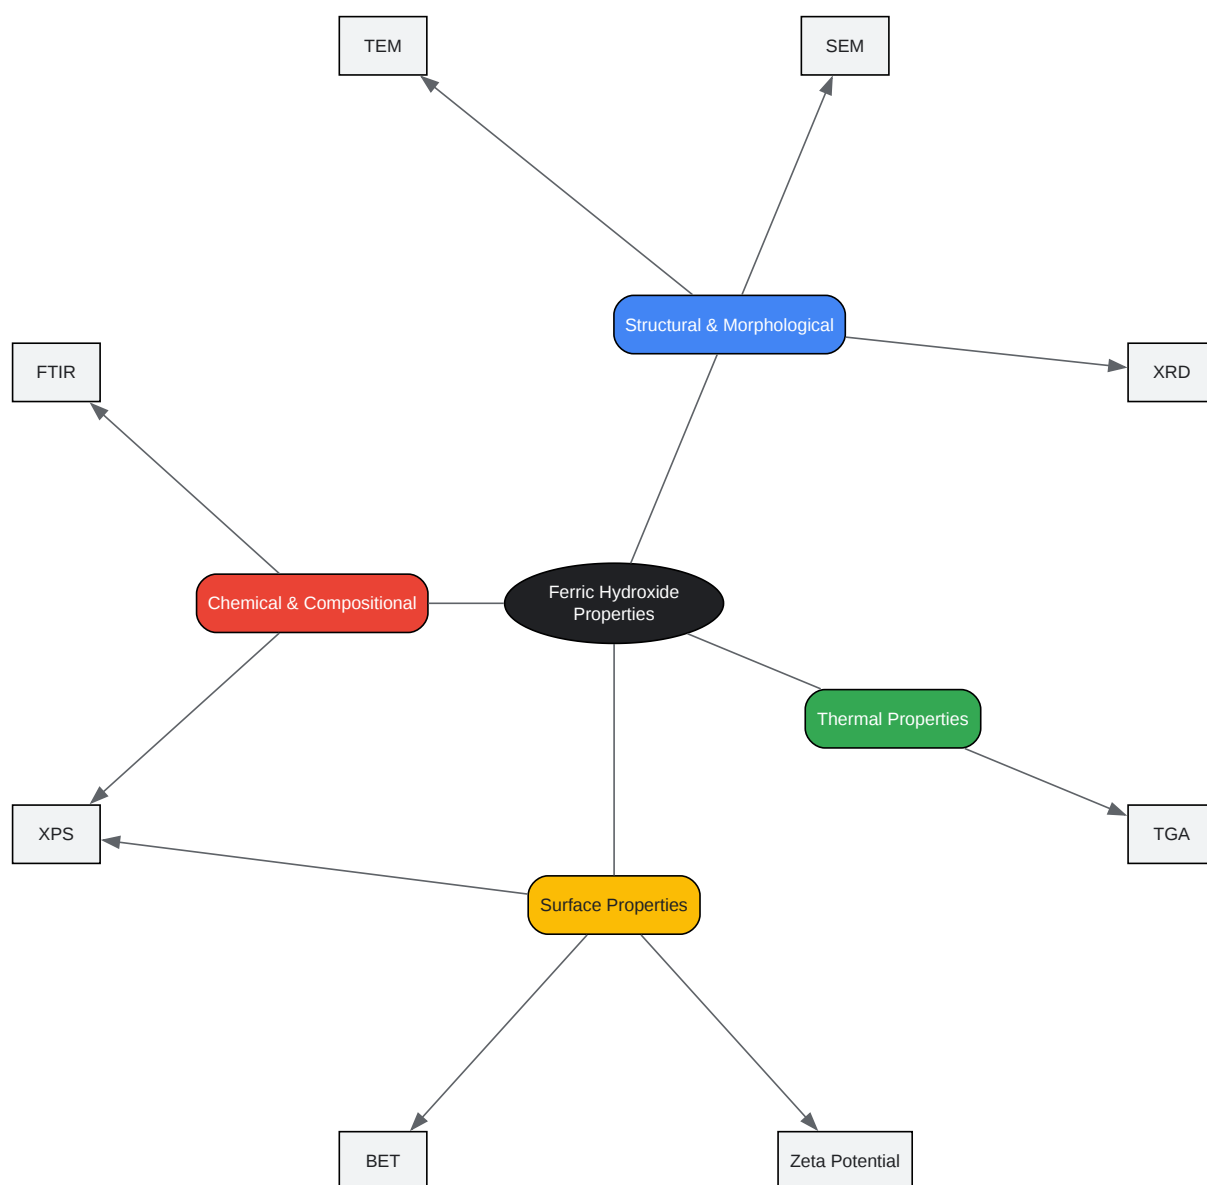 TEM
SEM
Structural & Morphological
FTIR
XRD
Chemical & Compositional
Ferric Hydroxide
Properties
Thermal Properties
XPS
TGA
Surface Properties
BET
Zeta Potential